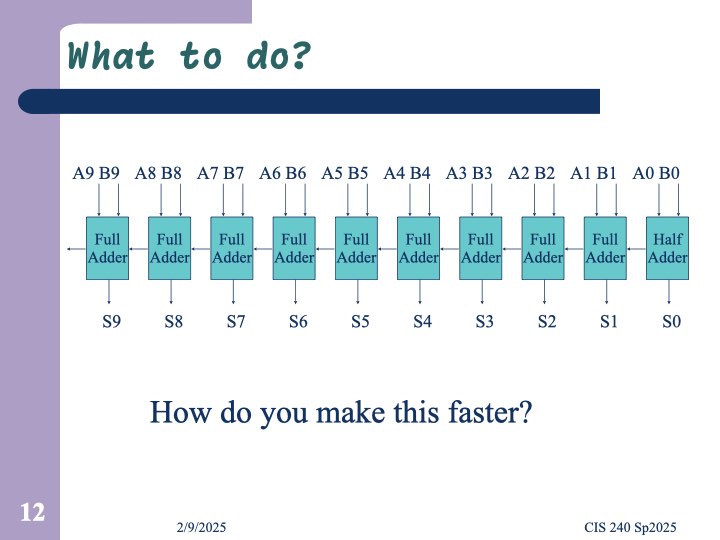 What to do?
A9 B9 A8 B8 A7 B7 A6 B6 A5 B5 A4 B4 A3 B3 A2 B2 A1 B1 A0 B0
Full Full Full Full Full Full Full Full Full Half
Adder Adder Adder Adder Adder Adder Adder Adder Adder Adder
S9 S8 S7 S6 S5 S4 S3 S2 S1 S0
How do you make this faster?
12
2/9/2025 CIS 240 Sp2025